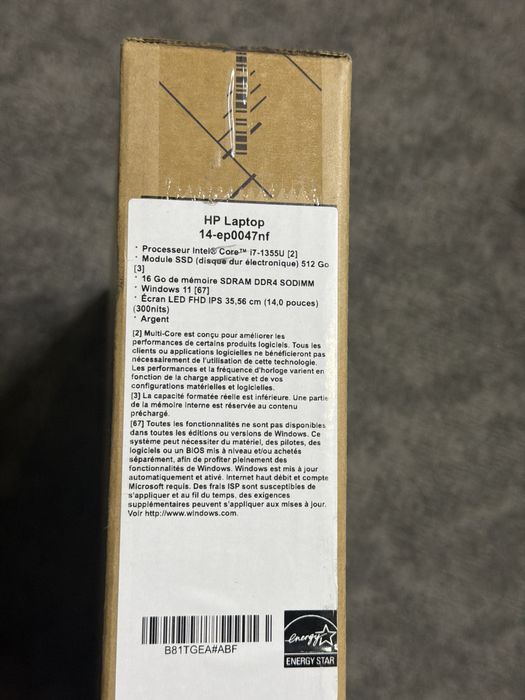 HP Laptop
14-ep0047nf
· Processeur Intel® Core™ i7-1355U [2]
· Module SSD (disque dur électronique) 512 Go
[3]
· 16 Go de mémoire SDRAM DDR4 SODIMM
· Windows 11 [67]
· Écran LED FHD IPS 35,56 cm (14,0 pouces)
(300nits)
· Argent
[2] Multi-Core est conçu pour améliorer les
performances de certains produits logiciels. Tous les
clients ou applications logicielles ne bénéficieront pas
nécessairement de l'utilisation de cette technologie.
Les performances et la fréquence d'horloge varient en
fonction de la charge applicative et de vos
configurations matérielles et logicielles.
[3] La capacité formatée réelle est inférieure. Une partie
de la mémoire interne est réservée au contenu
préchargé.
[67] Toutes les fonctionnalités ne sont pas disponibles
dans toutes les éditions ou versions de Windows. Ce
système peut nécessiter du matériel, des pilotes, des
logiciels ou un BIOS mis à niveau et/ou achetés
séparément, afin de profiter pleinement des
fonctionnalités de Windows. Windows est mis à jour
automatiquement et ativé. Internet haut débit et compte
Microsoft requis. Des frais ISP sont susceptibles de
s'appliquer et au fil du temps, des exigences
supplémentaires peuvent s'appliquer aux mises à jour.
Voir http://www.windows.com.
B81TGEA#ABF
energy
ENERGY STAR